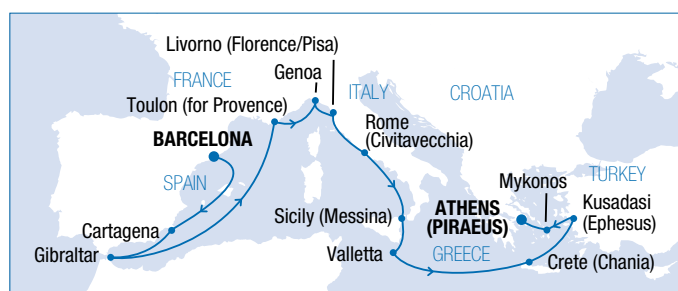 Livorno (Florence/Pisa)
FRANCE
Genoa
ITALY
CROATIA
Toulon (for Provence)
BARCELONA
Rome
(Civitavecchia)
SPAIN
TURKEY
Mykonos
Kusadasi
(Ephesus)
Cartagena
Sicily (Messina)
ATHENS
(PIRAEUS)
Gibraltar
Valletta
GREECE
Crete (Chania)